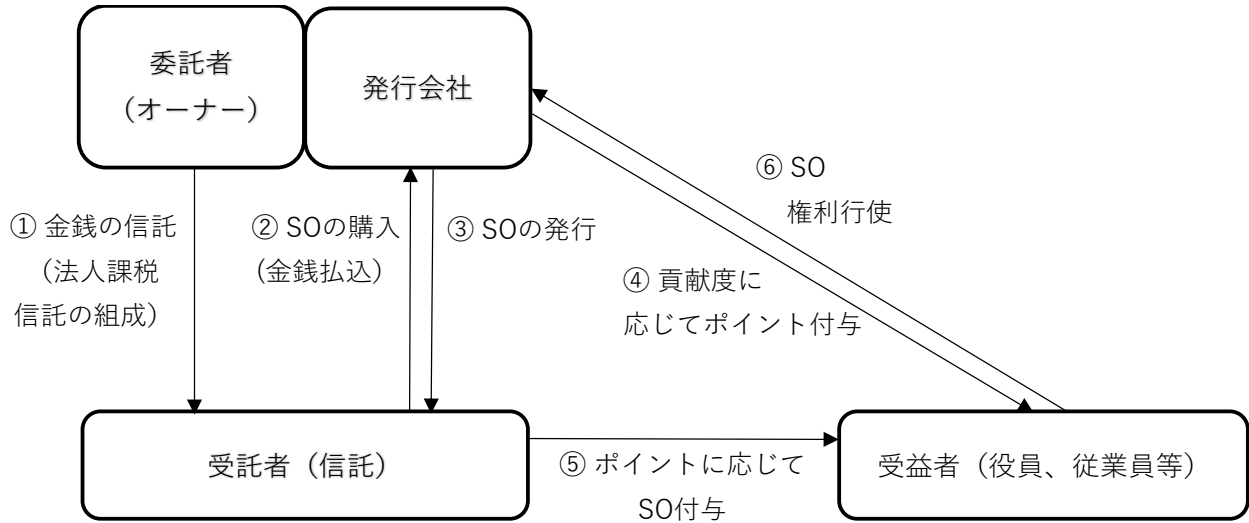 委託者
（オーナー）
発行会社
① 金銭の信託
（法人課税
信託の組成）
② SOの購入
（金銭払込）
③ SOの発行
④ 貢献度に
応じてポイント付与
⑥ SO
権利行使
受託者（信託）
⑤ ポイントに応じて
SO付与
受益者（役員、従業員等）